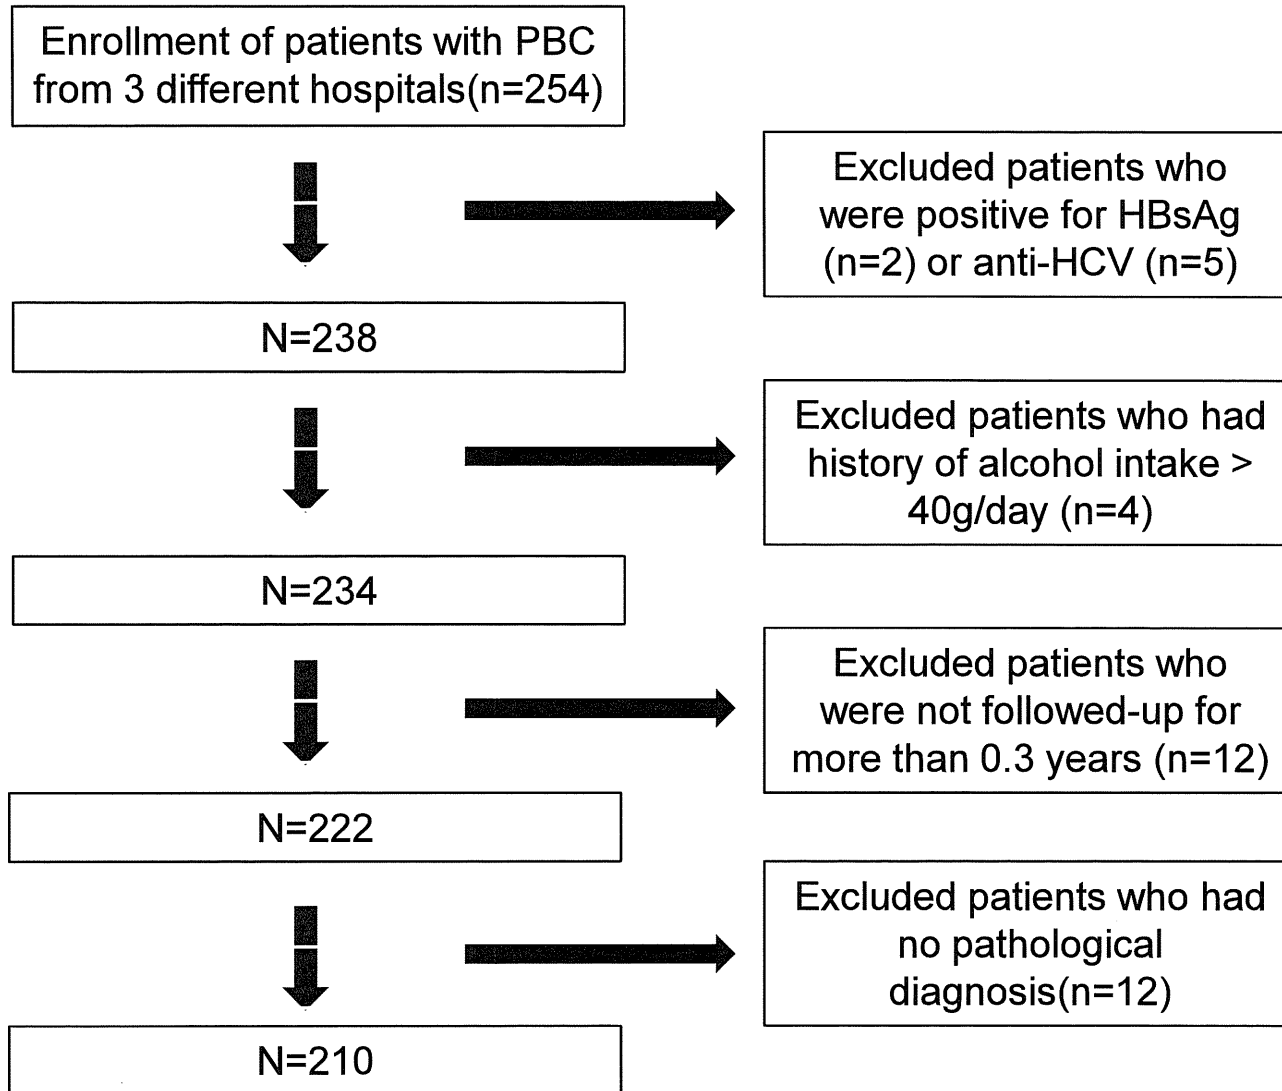 Enrollment of patients with PBC
from 3 different hospitals(n=254)
Excluded patients who
were positive for HBsAg
(n=2) or anti-HCV (n=5)
N=238
Excluded patients who had
history of alcohol intake >
40g/day (n=4)
N=234
Excluded patients who
were not followed-up for
more than 0.3 years (n=12)
N=222
Excluded patients who had
no pathological
diagnosis(n=12)
N=210